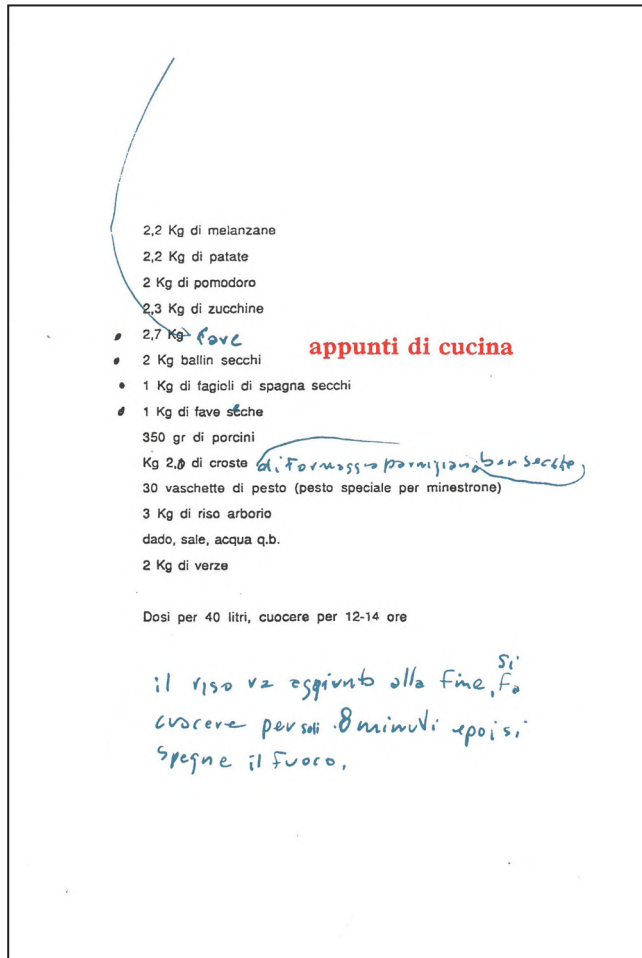 2,2 Kg di melanzane
2,2 Kg di patate
2 Kg di pomodoro
2,3 Kg di zucchine
2,7 Kg fave
appunti di cucina
2 Kg ballin secchi
1 Kg di fagioli di spagna secchi
1 Kg di fave secche
350 gr di porcini
Kg 2,0 di croste di formaggio parmigiano ben secche,
30 vaschette di pesto (pesto speciale per minestrone)
3 Kg di riso arborio
dado, sale, acqua q.b.
2 Kg di verze
Dosi per 40 litri, cuocere per 12-14 ore
il riso va aggiunto alla fine, si fa
cuocere per soli 8 minuti e poi si
spegne il fuoco.